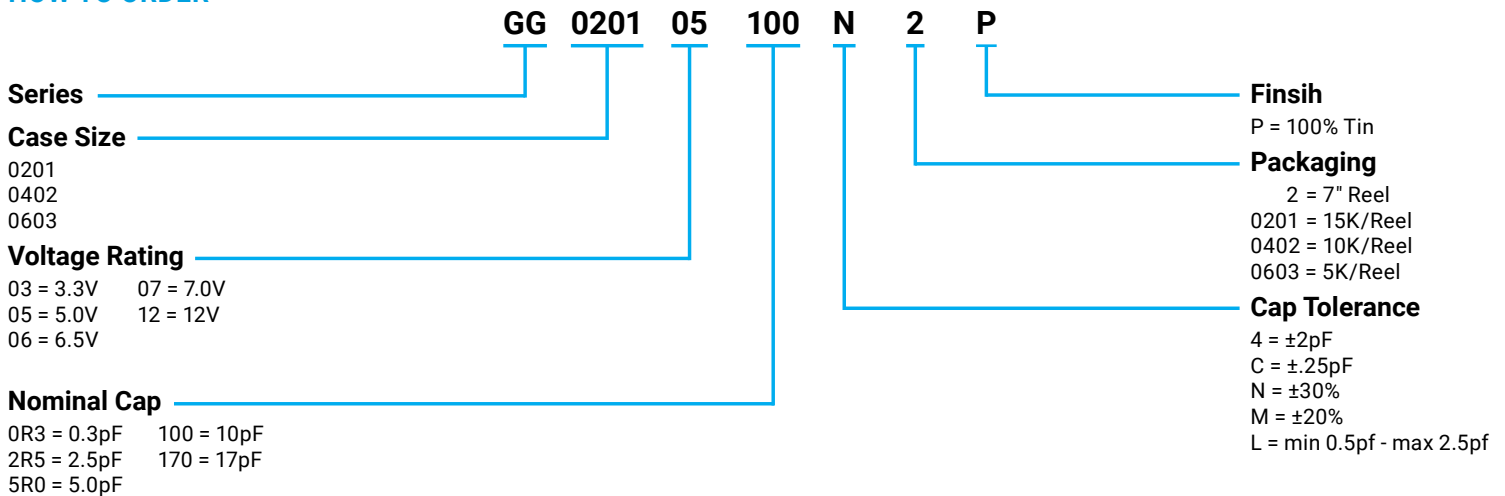 GG 0201 05 100 N 2 P
Series
Case Size
0201
0402
0603
Voltage Rating
03 = 3.3V 07 = 7.0V
05 = 5.0V 12 = 12V
06 = 6.5V
Nominal Cap
0R3 = 0.3pF 100 = 10pF
2R5 = 2.5pF 170 = 17pF
5R0 = 5.0pF
Finsih
P = 100% Tin
Packaging
2 = 7" Reel
0201 = 15K/Reel
0402 = 10K/Reel
0603 = 5K/Reel
Cap Tolerance
4 = ±2pF
C = ±.25pF
N = ±30%
M = ±20%
L = min 0.5pf - max 2.5pf